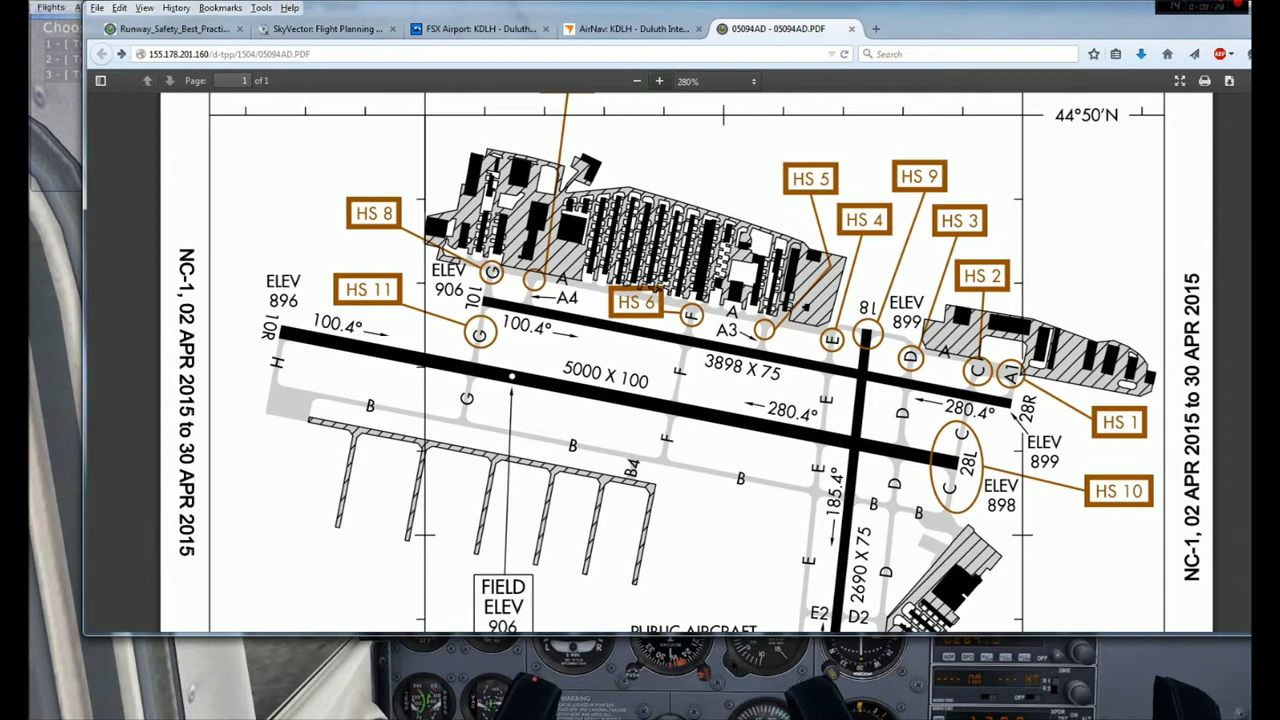 Flights
File Edit View History Bookmarks Tools Help
Runway_Safety_Best_Practi...
SkyVector: Flight Planning ...
FSX Airport: KDLH - Duluth...
AirNav: KDLH - Duluth Inte...
05094AD - 05094AD.PDF
155.178.201.160/d-tpp/1504/05094AD.PDF
Search
ABP
Page: 1 of 1
280%
44°50'N
NC-1, 02 APR 2015 to 30 APR 2015
NC-1, 02 APR 2015 to 30 APR 2015
HS 5
HS 9
HS 8
HS 4
HS 3
HS 2
HS 11
HS 6
HS 1
HS 10
ELEV
906
ELEV
896
10L
10R
G
A
A4
F
A
A3
E
18
ELEV
899
D
A
C
A1
100.4°
100.4°
G
3898 X 75
5000 X 100
280.4°
280.4°
28R
ELEV
899
H
B
G
F
E
D
C
28L
ELEV
898
B
F
B4
B
E
185.4°
D
B
B
C
2690 X 75
E
D
E2
D2
FIELD
ELEV
906
PUBLIC AIRCRAFT
WARNING